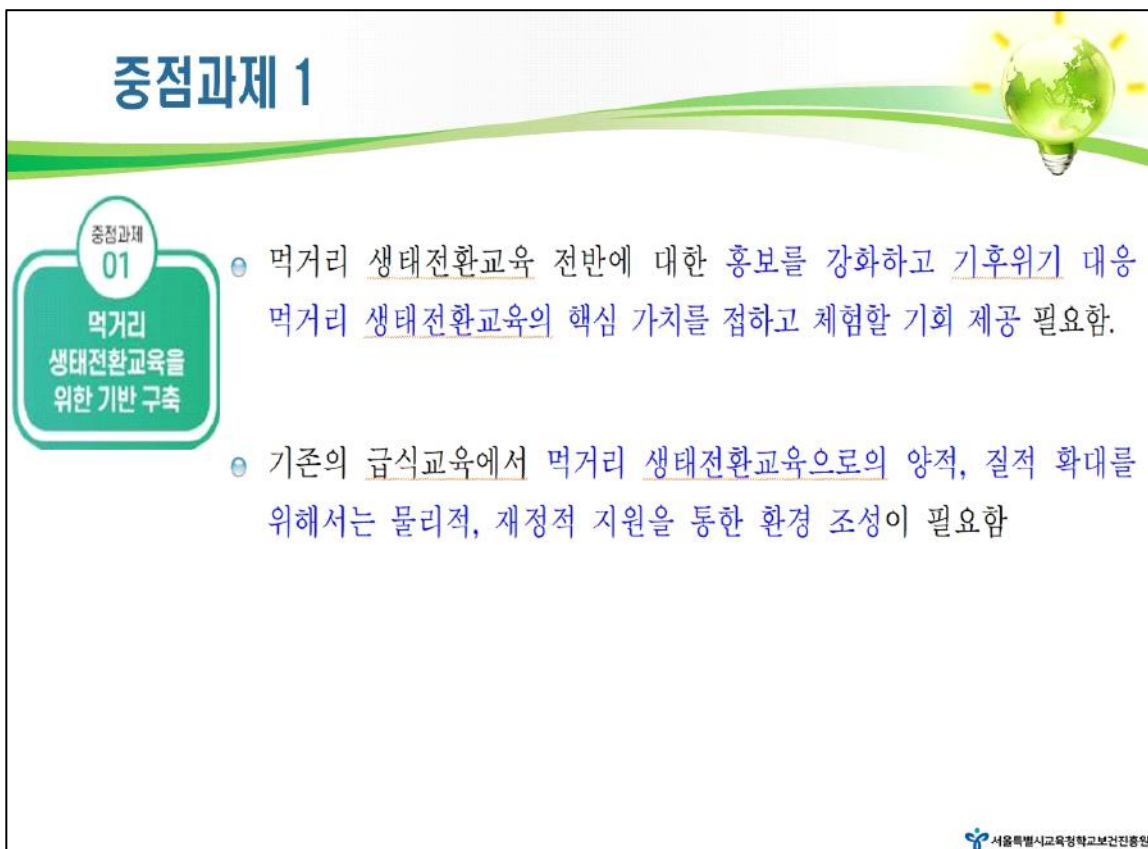 중점과제 1
중점과제
01
먹거리
생태전환교육을
위한 기반 구축
먹거리 생태전환교육 전반에 대한 홍보를 강화하고 기후위기 대응
먹거리 생태전환교육의 핵심 가치를 접하고 체험할 기회 제공 필요함.
기존의 급식교육에서 먹거리 생태전환교육으로의 양적, 질적 확대를
위해서는 물리적, 재정적 지원을 통한 환경 조성이 필요함
서울특별시교육청학교보건진흥원